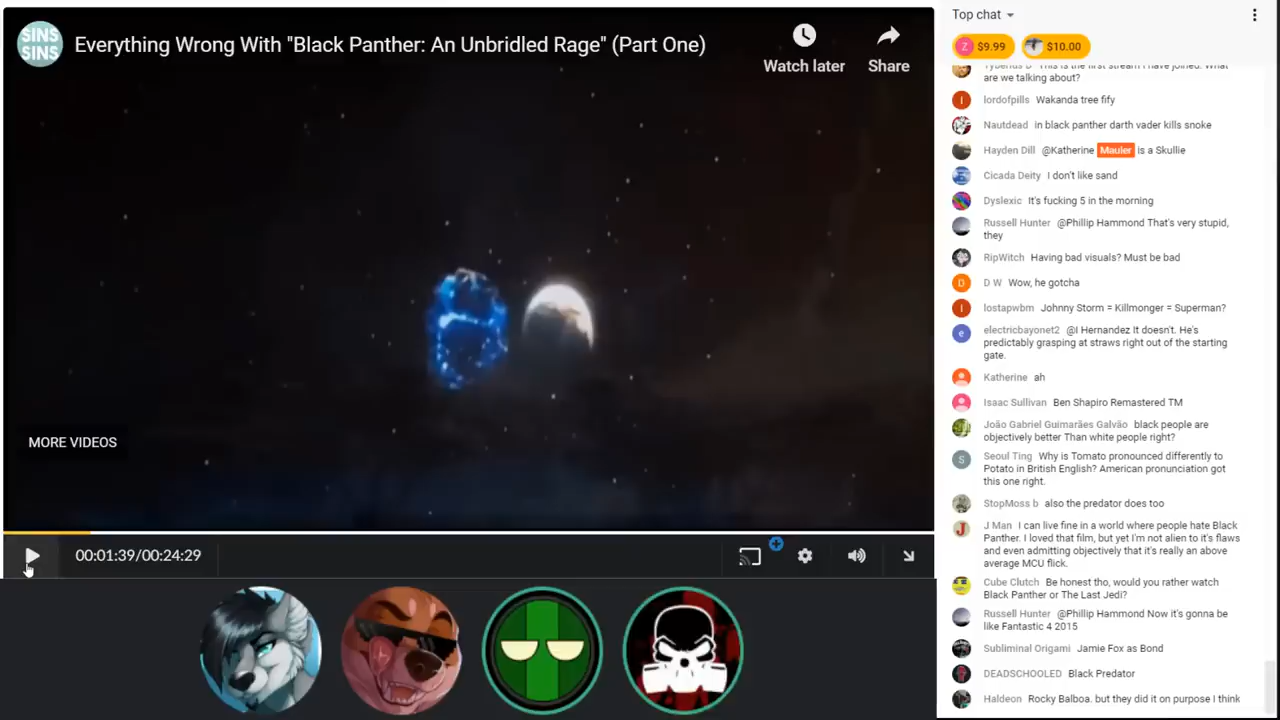 SINS
SINS
Everything Wrong With "Black Panther: An Unbridled Rage" (Part One)
Watch later
Share
MORE VIDEOS
00:01:39/00:24:29
Top chat
Z $9.99
$10.00
Tyberius D This is the first stream I have joined. What
are we talking about?
l lordofpills Wakanda tree fify
Nautdead in black panther darth vader kills snoke
Hayden Dill @Katherine Mauler is a Skullie
Cicada Deity I don't like sand
Dyslexic It's fucking 5 in the morning
Russell Hunter @Phillip Hammond That's very stupid,
they
RipWitch Having bad visuals? Must be bad
D D W Wow, he gotcha
l lostapwbm Johnny Storm = Killmonger = Superman?
e electricbayonet2 @I Hernandez It doesn't. He's
predictably grasping at straws right out of the starting
gate.
Katherine ah
Isaac Sullivan Ben Shapiro Remastered TM
João Gabriel Guimarães Galvão black people are
objectively better Than white people right?
S Seoul Ting Why is Tomato pronounced differently to
Potato in British English? American pronunciation got
this one right.
StopMoss b also the predator does too
J J Man I can live fine in a world where people hate Black
Panther. I loved that film, but yet I'm not alien to it's flaws
and even admitting objectively that it's really an above
average MCU flick.
Cube Clutch Be honest tho, would you rather watch
Black Panther or The Last Jedi?
Russell Hunter @Phillip Hammond Now it's gonna be
like Fantastic 4 2015
Subliminal Origami Jamie Fox as Bond
DEADSCHOOLED Black Predator
Haldeon Rocky Balboa. but they did it on purpose I think